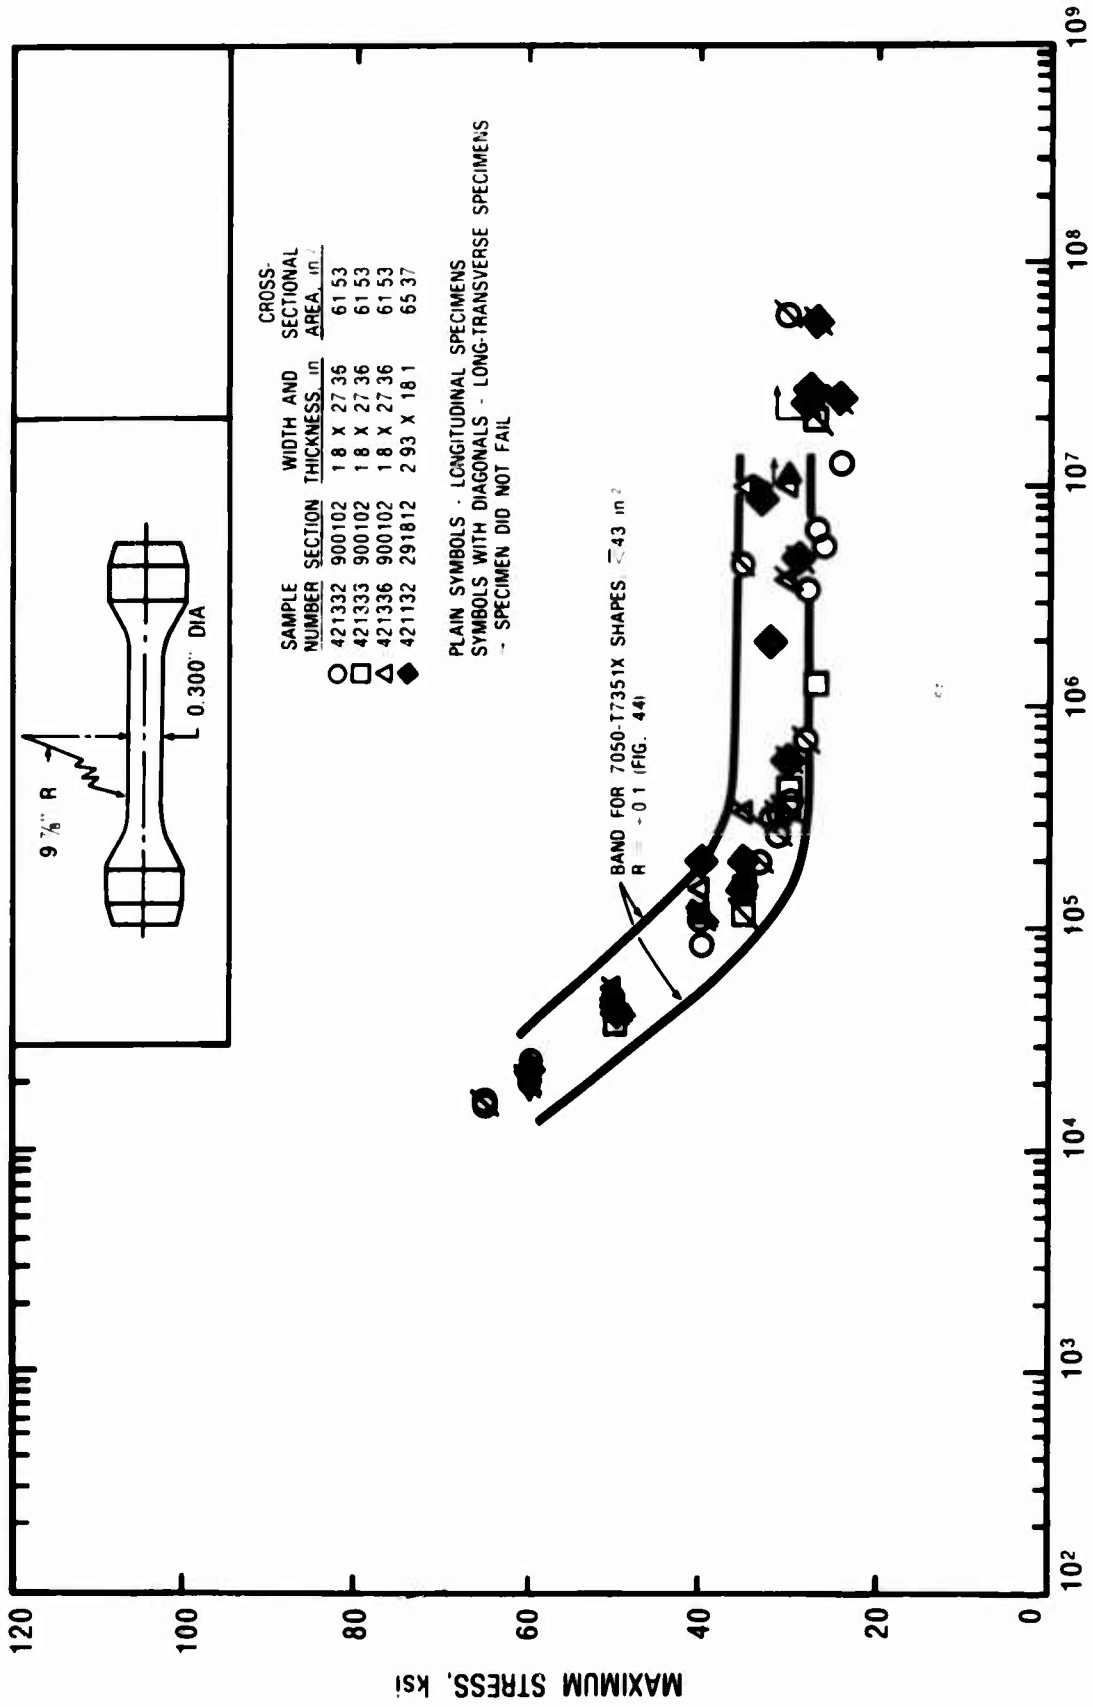 120
100
80
60
40
20
0
MAXIMUM STRESS, ksi
10² 10³ 10⁴ 10⁵ 10⁶ 10⁷ 10⁸ 10⁹
9 ⅞" R
0.300" DIA
SAMPLE NUMBER SECTION WIDTH AND THICKNESS, in CROSS-SECTIONAL AREA, in²
421332 900102 1 8 X 27 36 61 53
421333 900102 1 8 X 27 36 61 53
421336 900102 1 8 X 27 36 61 53
421132 291812 2 93 X 18 1 65 37
PLAIN SYMBOLS - LONGITUDINAL SPECIMENS
SYMBOLS WITH DIAGONALS - LONG-TRANSVERSE SPECIMENS
→ SPECIMEN DID NOT FAIL
BAND FOR 7050-T7351X SHAPES, 43 in²
R = +0 1 (FIG. 44)